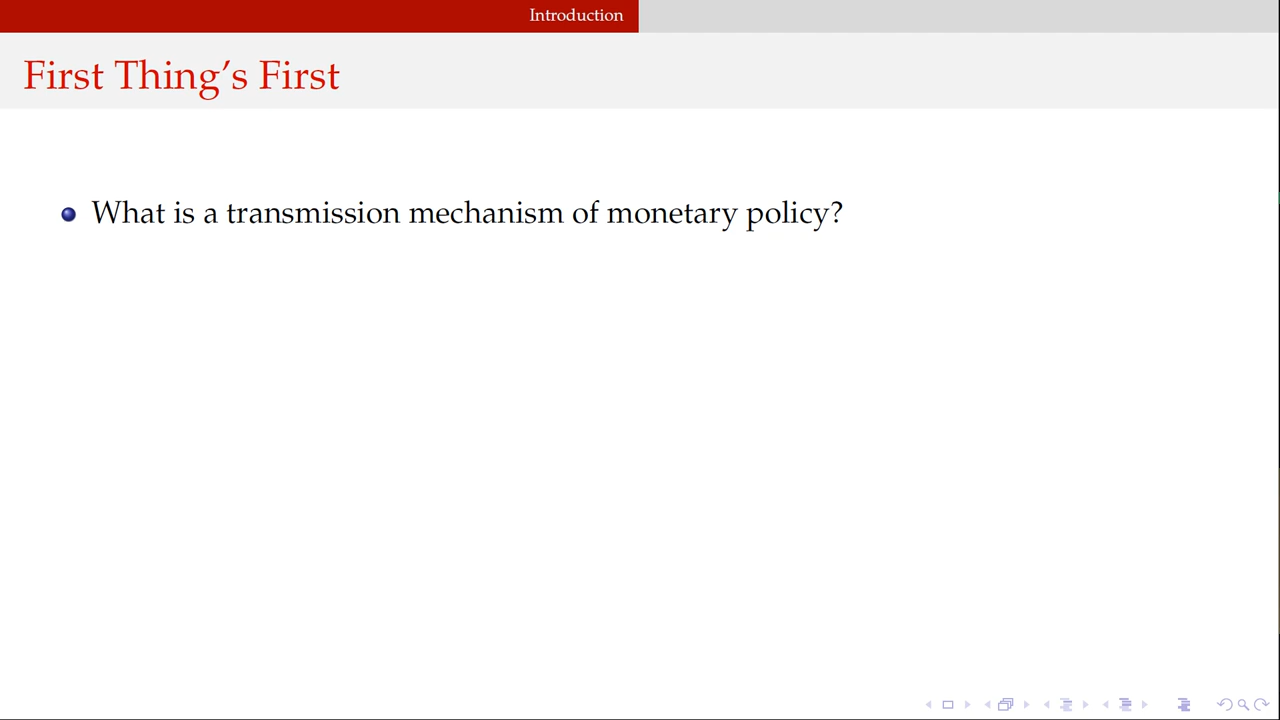 Introduction
First Thing’s First
What is a transmission mechanism of monetary policy?